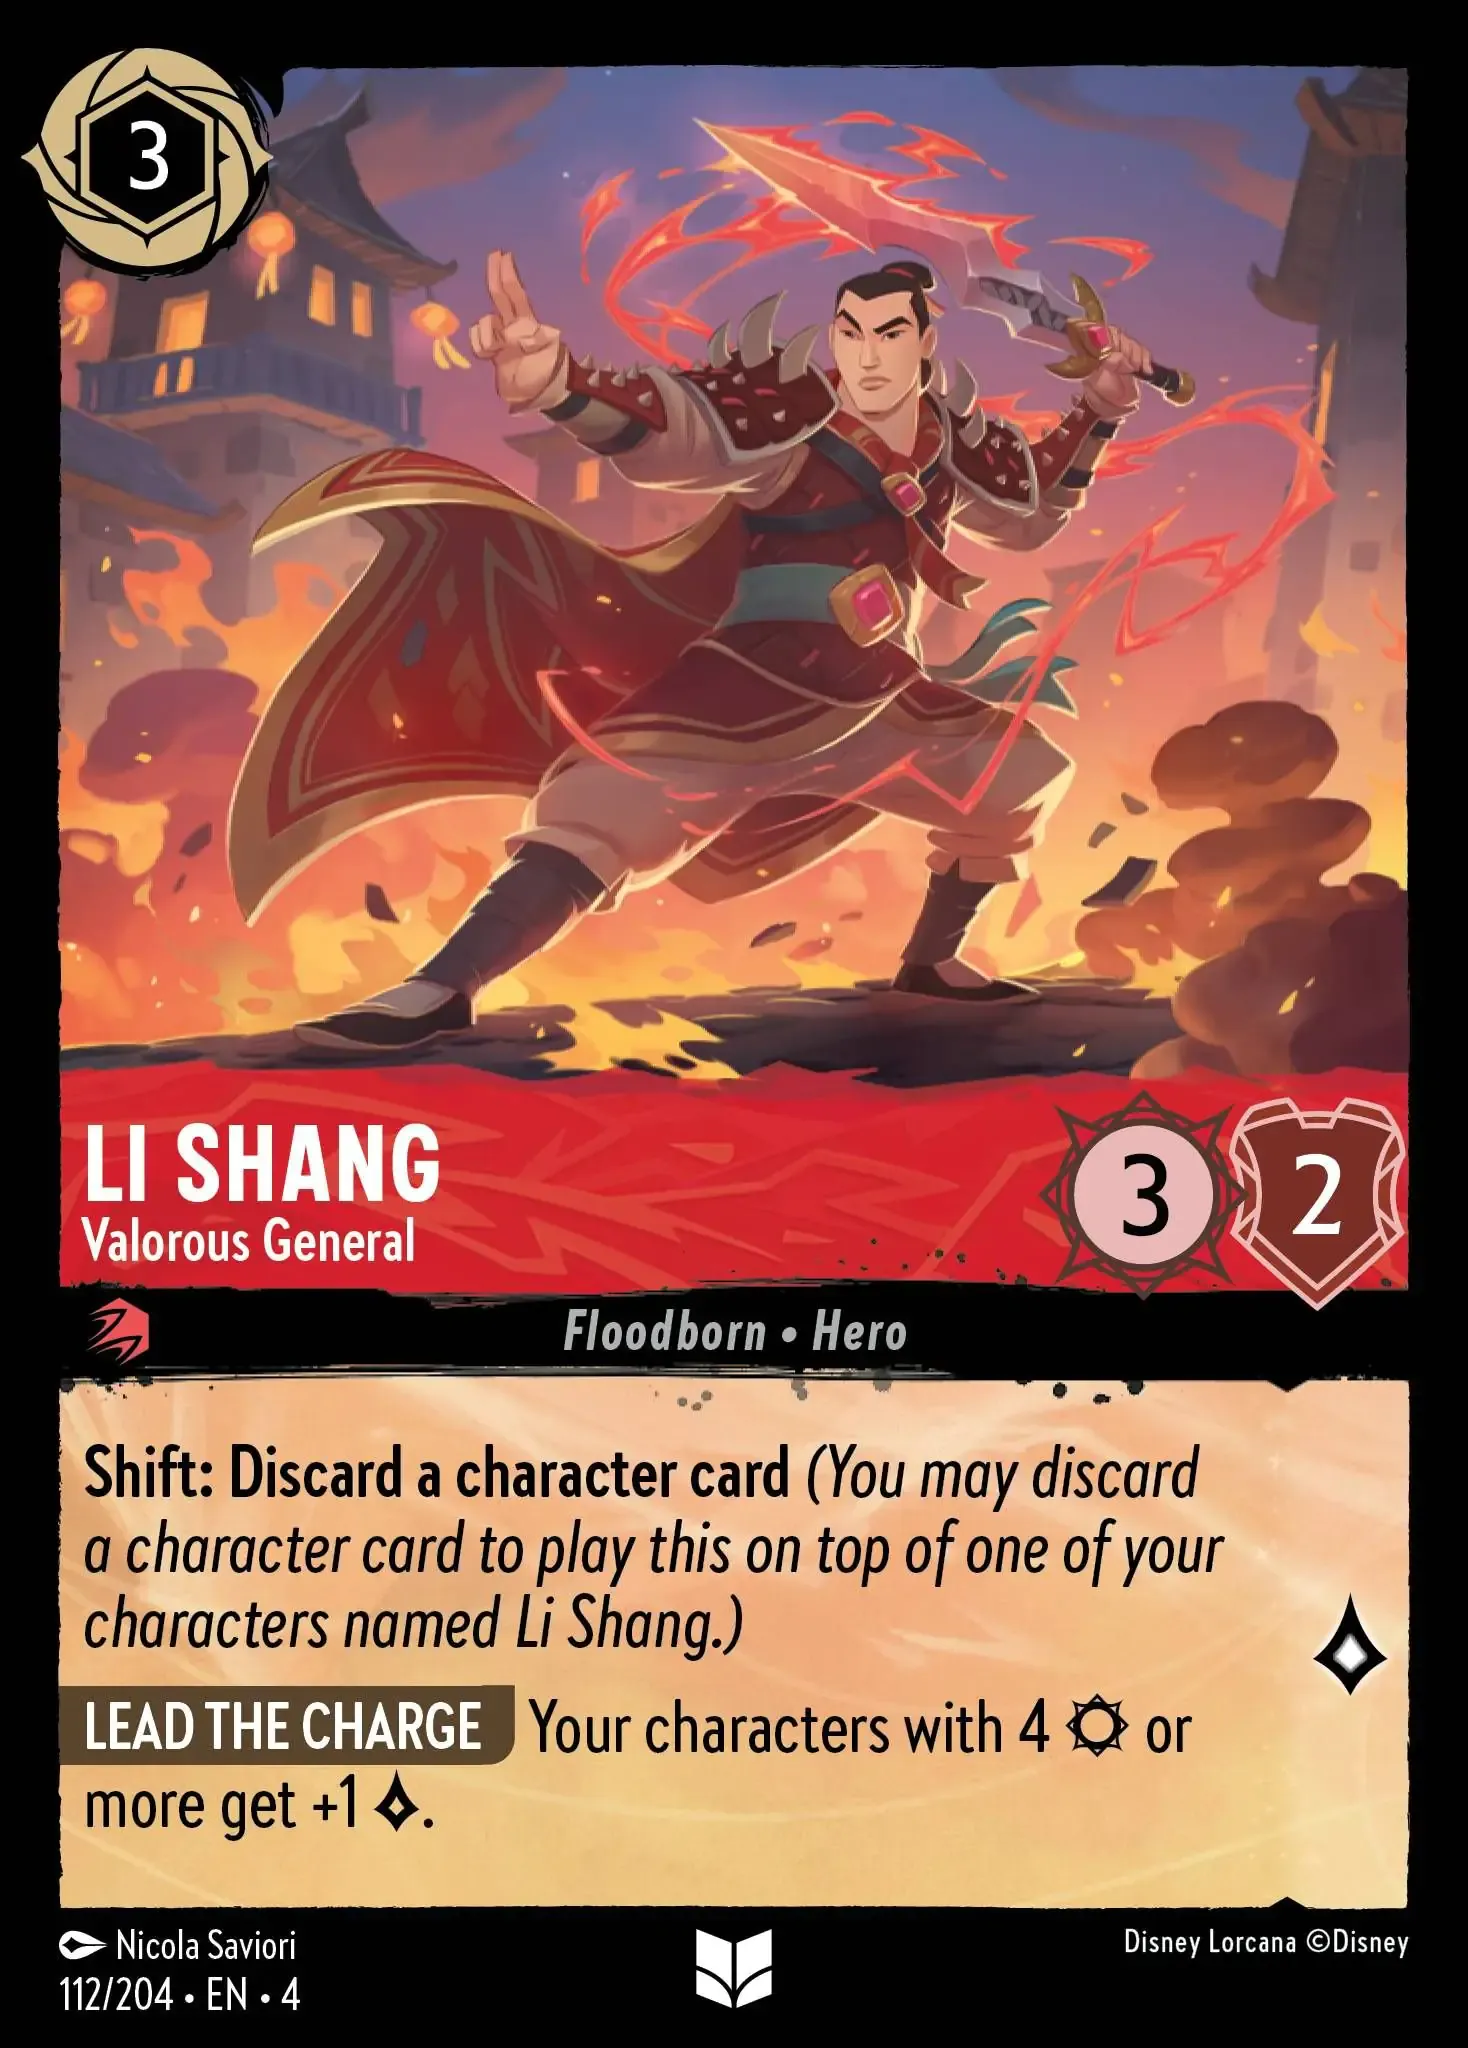 3
LI SHANG
Valorous General
3
2
Floodborn • Hero
Shift: Discard a character card (You may discard
a character card to play this on top of one of your
characters named Li Shang.)
LEAD THE CHARGE Your characters with 4 or
more get +1 .
Nicola Saviori
112/204 • EN • 4
Disney Lorcana ©Disney